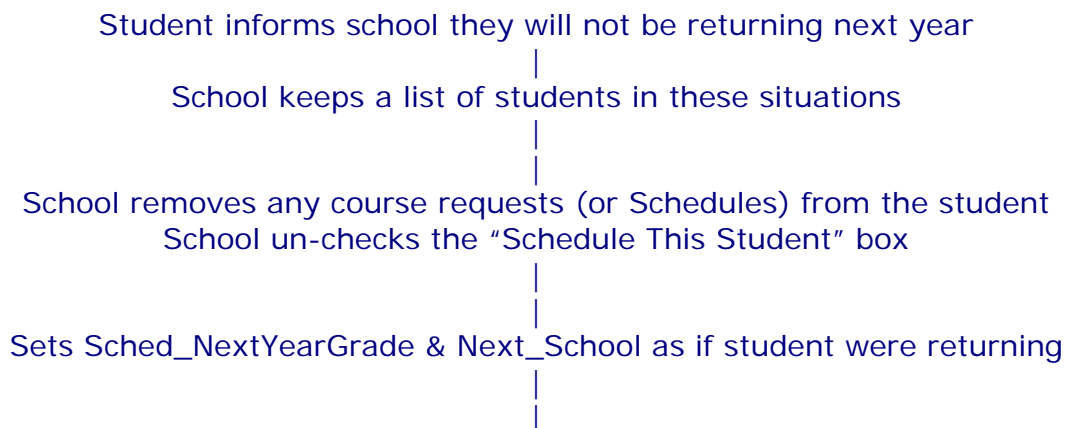 Student informs school they will not be returning next year
|
School keeps a list of students in these situations
|
|
School removes any course requests (or Schedules) from the student
School un-checks the “Schedule This Student” box
|
|
Sets Sched_NextYearGrade & Next_School as if student were returning
|
|